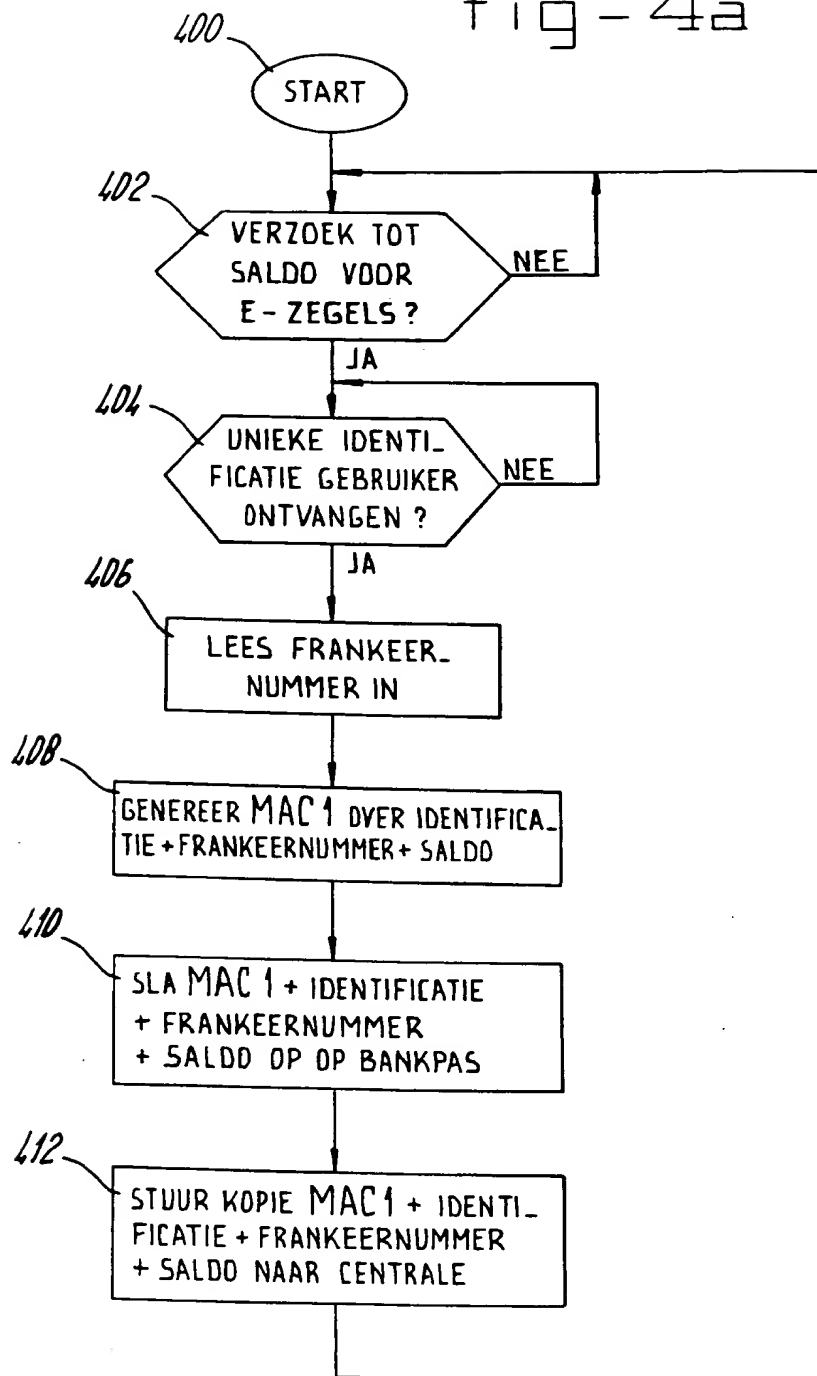 fig - 4a
400
START
402
VERZOEK TOT
SALDO VOOR
E - ZEGELS ?
NEE
JA
404
UNIEKE IDENTI_
FICATIE GEBRUIKER
ONTVANGEN ?
NEE
JA
406
LEES FRANKEER_
NUMMER IN
408
GENEREER MAC 1 OVER IDENTIFICA_
TIE + FRANKEERNUMMER + SALDO
410
SLA MAC 1 + IDENTIFICATIE
+ FRANKEERNUMMER
+ SALDO OP OP BANKPAS
412
STUUR KOPIE MAC 1 + IDENTI_
FICATIE + FRANKEERNUMMER
+ SALDO NAAR CENTRALE